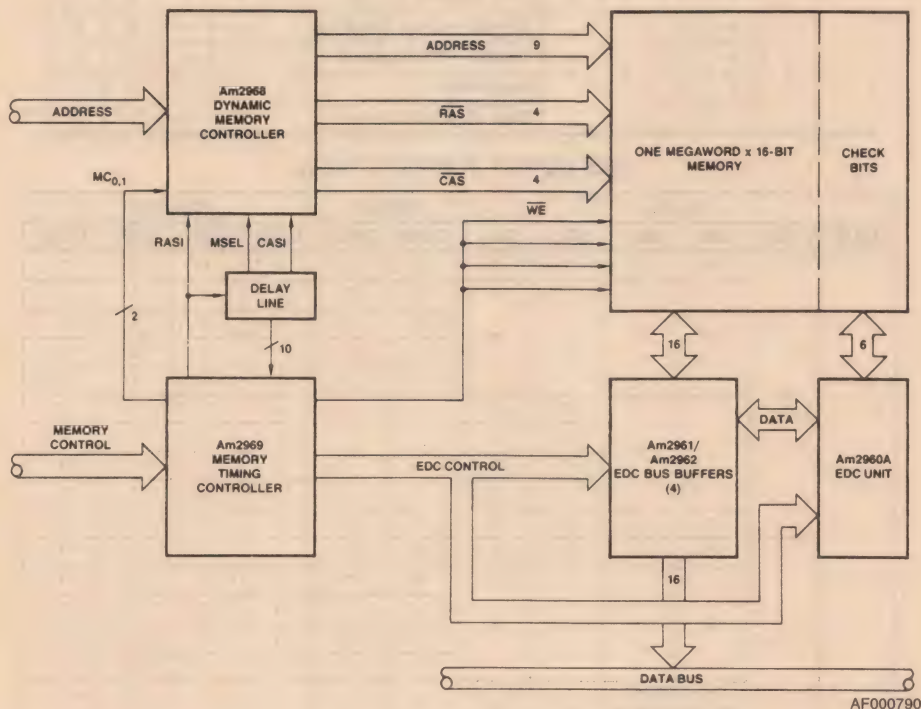 Am2968
DYNAMIC
MEMORY
CONTROLLER
ADDRESS
ADDRESS 9
RAS 4
CAS 4
WE
ONE MEGAWORD x 16-BIT
MEMORY
CHECK
BITS
MC0,1
RASI
MSEL
CASI
DELAY
LINE
2
10
16
6
MEMORY
CONTROL
Am2969
MEMORY
TIMING
CONTROLLER
EDC CONTROL
Am2961/
Am2962
EDC BUS BUFFERS
(4)
DATA
Am2960A
EDC UNIT
16
DATA BUS
AF000790